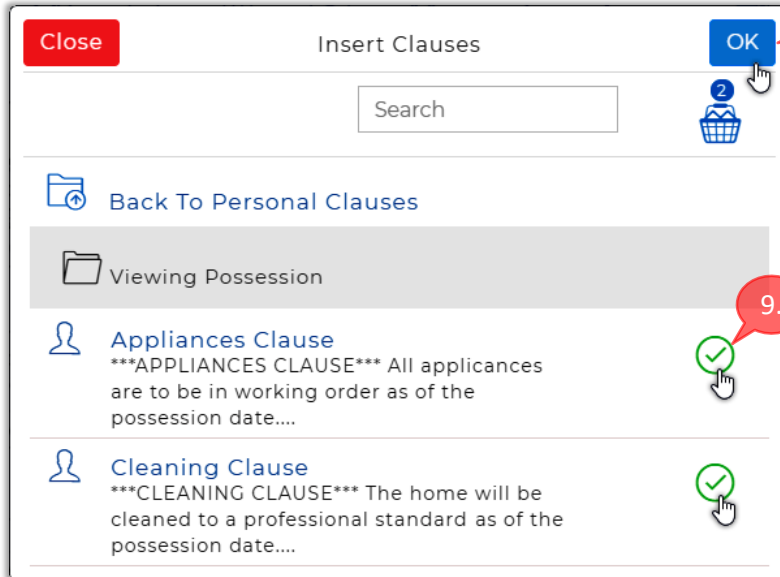 Close
Insert Clauses
OK
Search
2
Back To Personal Clauses
Viewing Possession
9.
Appliances Clause
***APPLIANCES CLAUSE*** All applicances
are to be in working order as of the
possession date....
Cleaning Clause
***CLEANING CLAUSE*** The home will be
cleaned to a professional standard as of the
possession date....